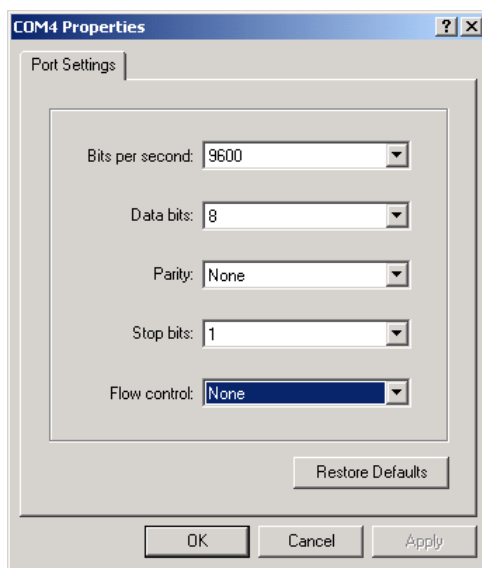 COM4 Properties
Port Settings
Bits per second: 9600
Data bits: 8
Parity: None
Stop bits: 1
Flow control: None
Restore Defaults
OK Cancel Apply